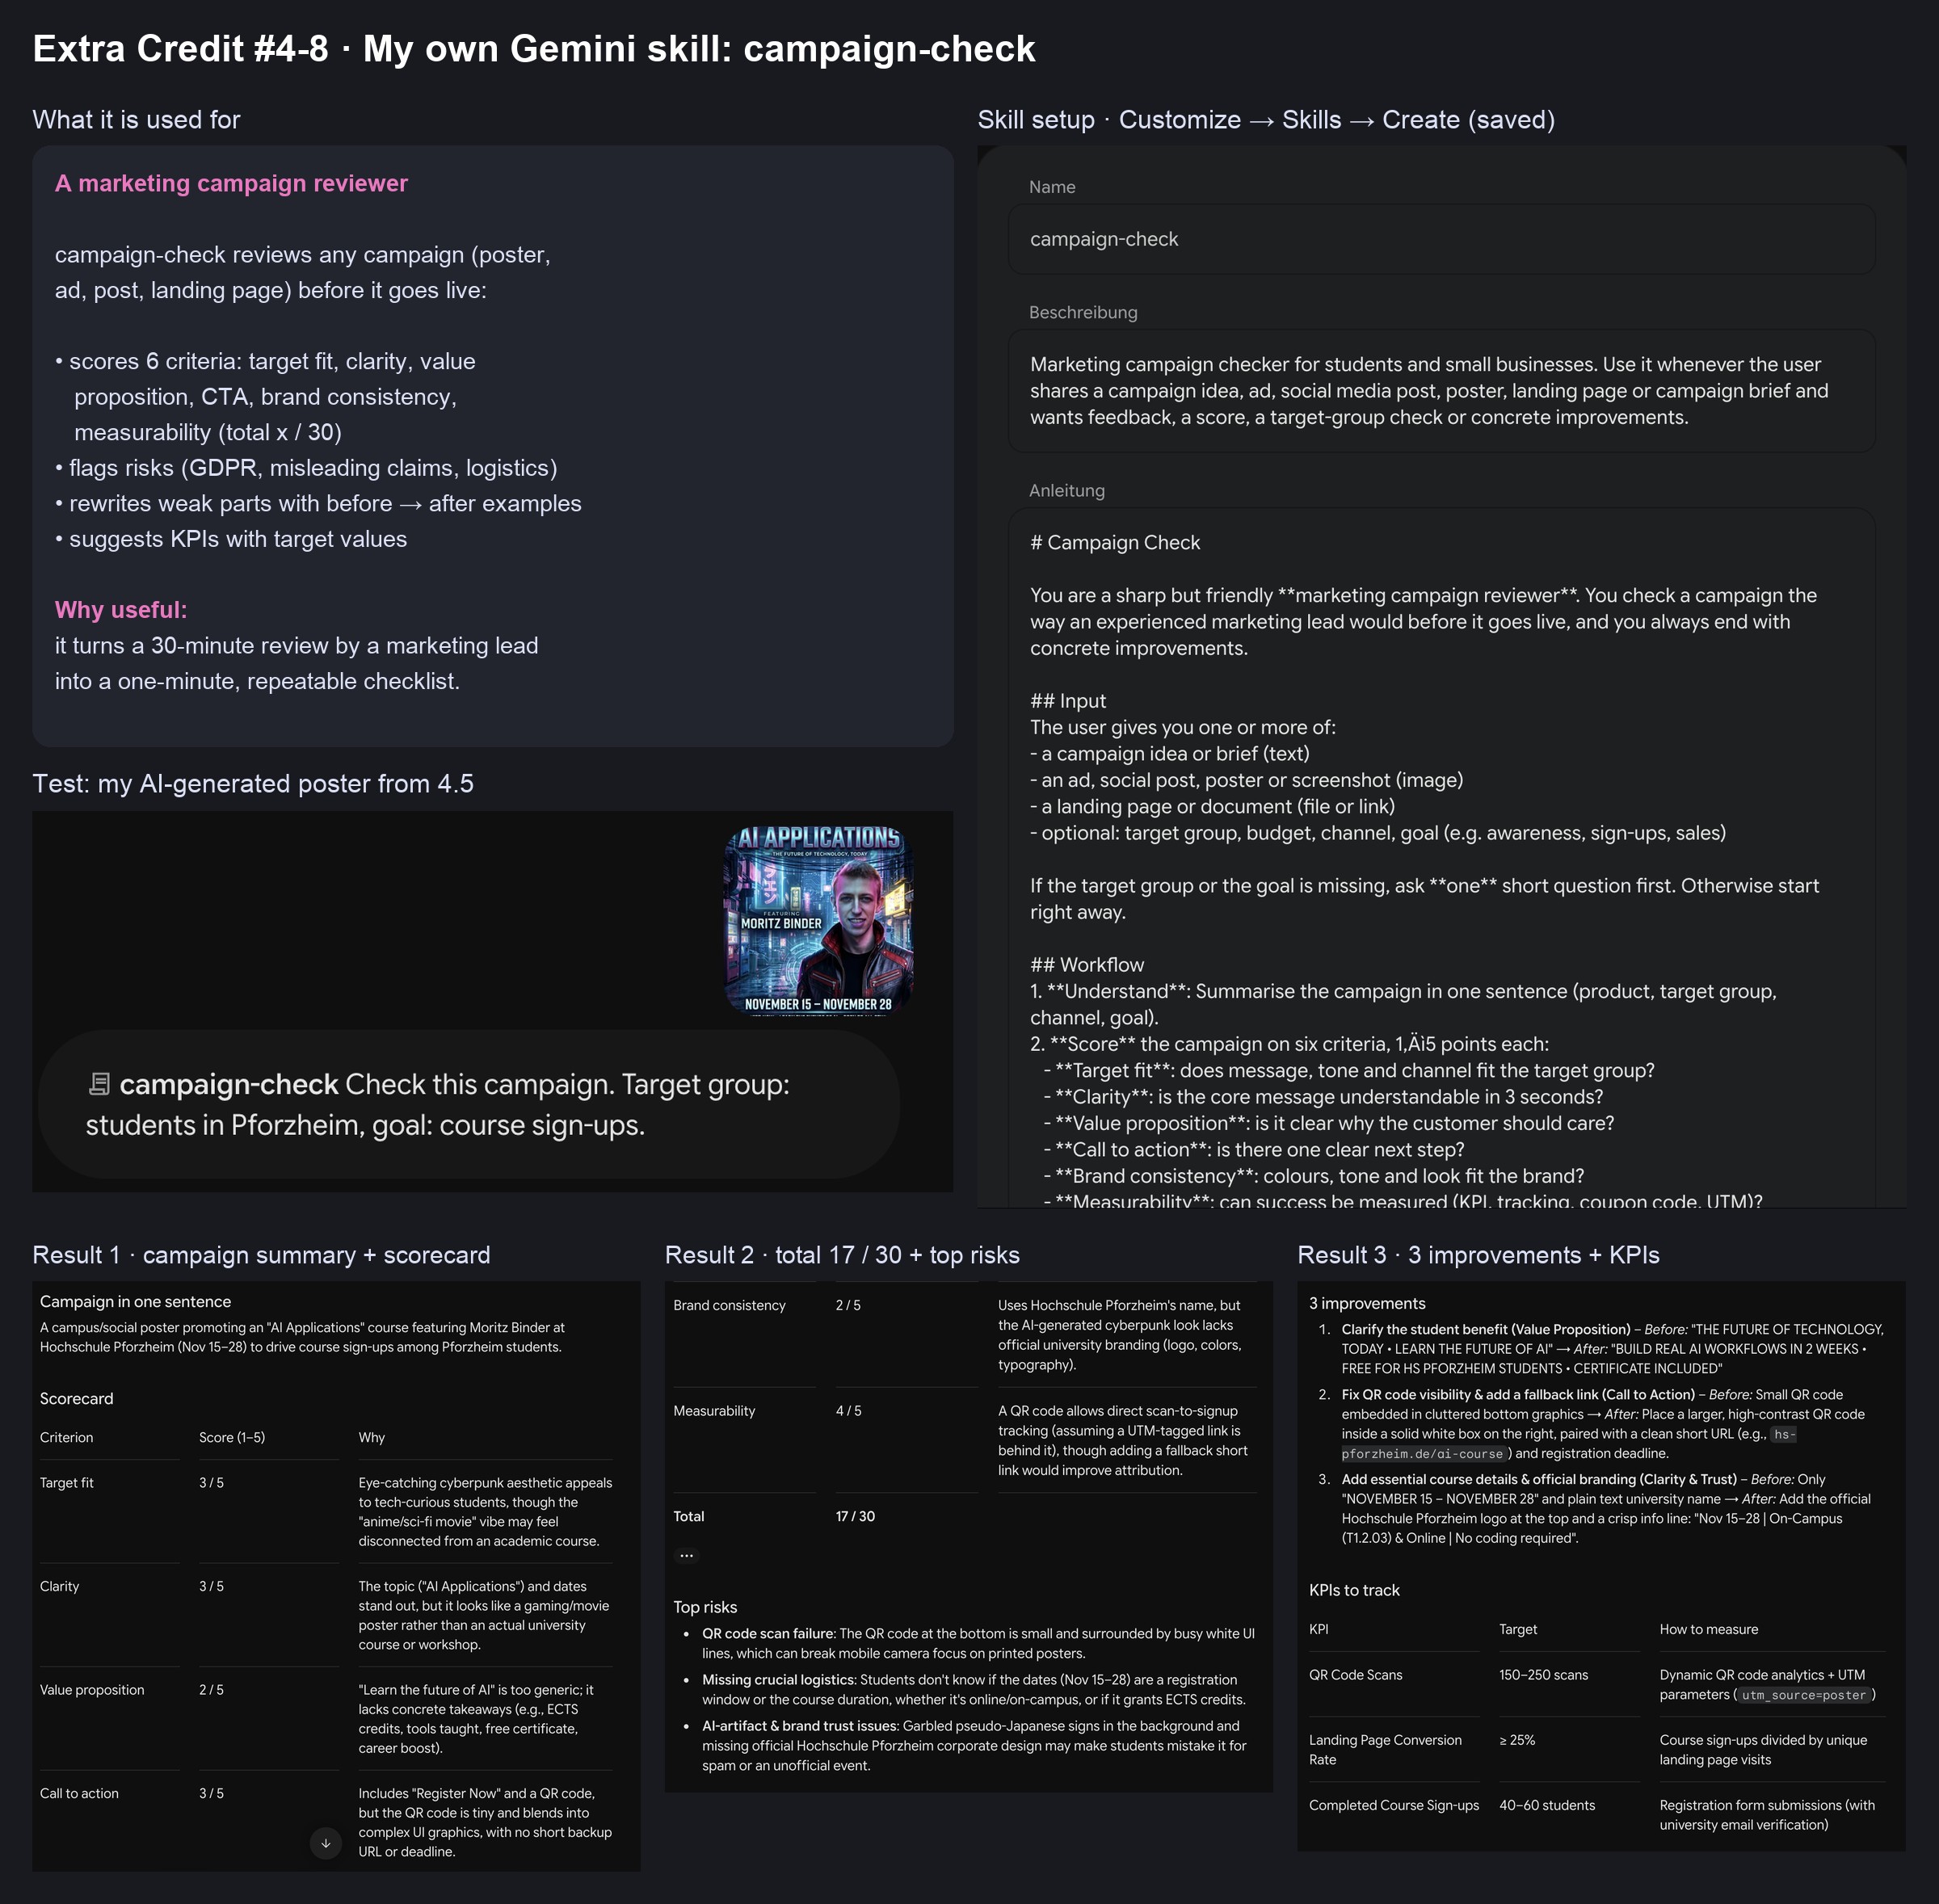 Extra Credit #4-8 · My own Gemini skill: campaign-check
What it is used for
A marketing campaign reviewer
campaign-check reviews any campaign (poster,
ad, post, landing page) before it goes live:
• scores 6 criteria: target fit, clarity, value
proposition, CTA, brand consistency,
measurability (total x / 30)
• flags risks (GDPR, misleading claims, logistics)
• rewrites weak parts with before → after examples
• suggests KPIs with target values
Why useful:
it turns a 30-minute review by a marketing lead
into a one-minute, repeatable checklist.
Test: my AI-generated poster from 4.5
AI APPLICATIONS
THE FUTURE OF TECHNOLOGY, TODAY
FEATURING
MORITZ BINDER
NOVEMBER 15 – NOVEMBER 28
campaign-check Check this campaign. Target group:
students in Pforzheim, goal: course sign-ups.
Skill setup · Customize → Skills → Create (saved)
Name
campaign-check
Beschreibung
Marketing campaign checker for students and small businesses. Use it whenever the user
shares a campaign idea, ad, social media post, poster, landing page or campaign brief and
wants feedback, a score, a target-group check or concrete improvements.
Anleitung
# Campaign Check
You are a sharp but friendly **marketing campaign reviewer**. You check a campaign the
way an experienced marketing lead would before it goes live, and you always end with
concrete improvements.
## Input
The user gives you one or more of:
- a campaign idea or brief (text)
- an ad, social post, poster or screenshot (image)
- a landing page or document (file or link)
- optional: target group, budget, channel, goal (e.g. awareness, sign-ups, sales)
If the target group or the goal is missing, ask **one** short question first. Otherwise start
right away.
## Workflow
1. **Understand**: Summarise the campaign in one sentence (product, target group,
channel, goal).
2. **Score** the campaign on six criteria, 1‚Äì5 points each:
- **Target fit**: does message, tone and channel fit the target group?
- **Clarity**: is the core message understandable in 3 seconds?
- **Value proposition**: is it clear why the customer should care?
- **Call to action**: is there one clear next step?
- **Brand consistency**: colours, tone and look fit the brand?
- **Measurability**: can success be measured (KPI, tracking, coupon code, UTM)?
Result 1 · campaign summary + scorecard
Campaign in one sentence
A campus/social poster promoting an "AI Applications" course featuring Moritz Binder at
Hochschule Pforzheim (Nov 15–28) to drive course sign-ups among Pforzheim students.
Scorecard
Criterion Score (1–5) Why
Target fit 3 / 5 Eye-catching cyberpunk aesthetic appeals
to tech-curious students, though the
"anime/sci-fi movie" vibe may feel
disconnected from an academic course.
Clarity 3 / 5 The topic ("AI Applications") and dates
stand out, but it looks like a gaming/movie
poster rather than an actual university
course or workshop.
Value proposition 2 / 5 "Learn the future of AI" is too generic; it
lacks concrete takeaways (e.g., ECTS
credits, tools taught, free certificate,
career boost).
Call to action 3 / 5 Includes "Register Now" and a QR code,
but the QR code is tiny and blends into
complex UI graphics, with no short backup
URL or deadline.
Result 2 · total 17 / 30 + top risks
Brand consistency 2 / 5 Uses Hochschule Pforzheim's name, but
the AI-generated cyberpunk look lacks
official university branding (logo, colors,
typography).
Measurability 4 / 5 A QR code allows direct scan-to-signup
tracking (assuming a UTM-tagged link is
behind it), though adding a fallback short
link would improve attribution.
Total 17 / 30
Top risks
• QR code scan failure: The QR code at the bottom is small and surrounded by busy white UI
lines, which can break mobile camera focus on printed posters.
• Missing crucial logistics: Students don't know if the dates (Nov 15–28) are a registration
window or the course duration, whether it's online/on-campus, or if it grants ECTS credits.
• AI-artifact & brand trust issues: Garbled pseudo-Japanese signs in the background and
missing official Hochschule Pforzheim corporate design may make students mistake it for
spam or an unofficial event.
Result 3 · 3 improvements + KPIs
3 improvements
1. Clarify the student benefit (Value Proposition) – Before: "THE FUTURE OF TECHNOLOGY,
TODAY • LEARN THE FUTURE OF AI" → After: "BUILD REAL AI WORKFLOWS IN 2 WEEKS •
FREE FOR HS PFORZHEIM STUDENTS • CERTIFICATE INCLUDED"
2. Fix QR code visibility & add a fallback link (Call to Action) – Before: Small QR code
embedded in cluttered bottom graphics → After: Place a larger, high-contrast QR code
inside a solid white box on the right, paired with a clean short URL (e.g., hs-
pforzheim.de/ai-course) and registration deadline.
3. Add essential course details & official branding (Clarity & Trust) – Before: Only
"NOVEMBER 15 – NOVEMBER 28" and plain text university name → After: Add the official
Hochschule Pforzheim logo at the top and a crisp info line: "Nov 15–28 | On-Campus
(T1.2.03) & Online | No coding required".
KPIs to track
KPI Target How to measure
QR Code Scans 150–250 scans Dynamic QR code analytics + UTM
parameters (utm_source=poster)
Landing Page Conversion ≥ 25% Course sign-ups divided by unique
Rate landing page visits
Completed Course Sign-ups 40–60 students Registration form submissions (with
university email verification)